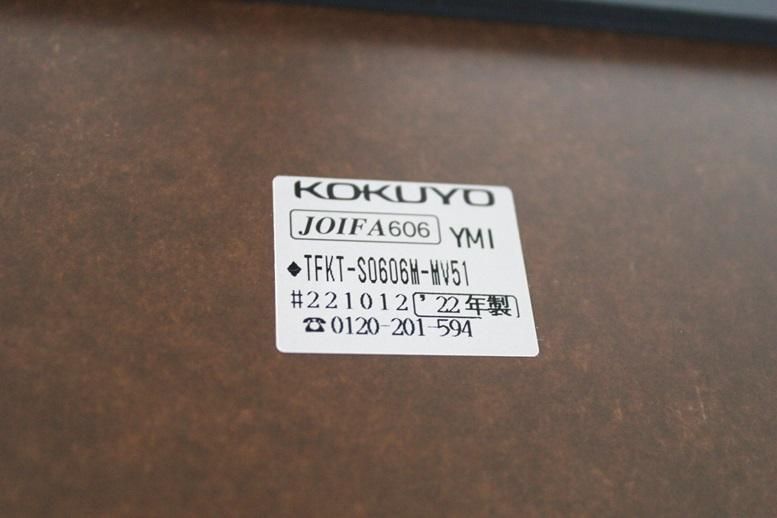 KOKUYO
JOIFA606 YMI
◆TFKT-S0606M-MV51
#221012 '22年製
☎0120-201-594